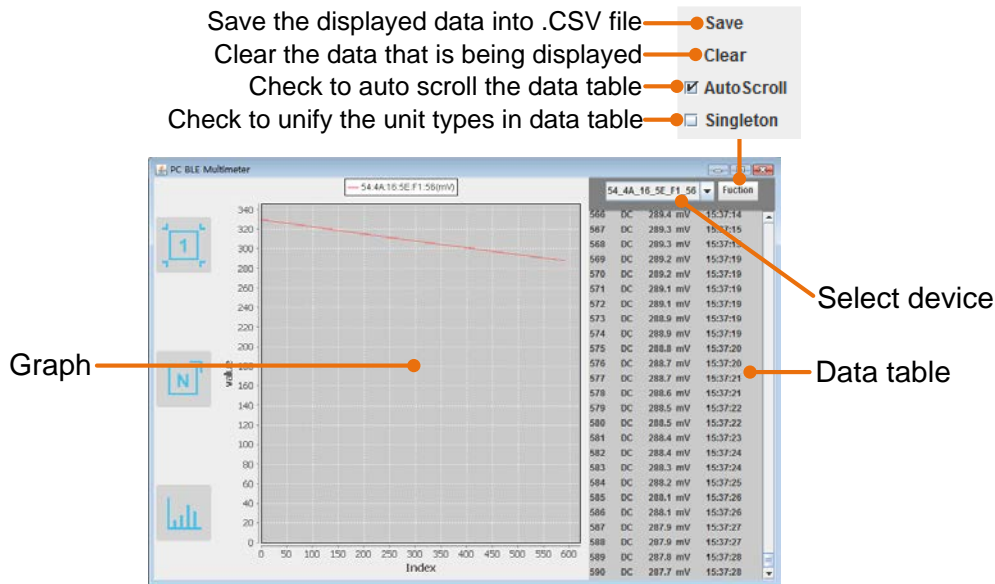 Save the displayed data into .CSV file
Save
Clear the data that is being displayed
Clear
Check to auto scroll the data table
AutoScroll
Check to unify the unit types in data table
Singleton
PC BLE Multimeter
54:4A:16:5E:F1:56(mV)
54_4A_16_5E_F1_56
Fuction
1
N
Graph
value
340
320
300
280
260
240
220
200
180
160
140
120
100
80
60
40
20
0
0 50 100 150 200 250 300 350 400 450 500 550 600
Index
566 DC 289.4 mV 15:37:14
567 DC 289.3 mV 15:37:15
568 DC 289.3 mV
569 DC 289.2 mV 15:37:19
570 DC 289.2 mV 15:37:19
571 DC 289.1 mV 15:37:19
572 DC 289.1 mV 15:37:19
573 DC 288.9 mV 15:37:19
574 DC 288.9 mV 15:37:19
575 DC 288.8 mV 15:37:20
576 DC 288.7 mV 15:37:20
577 DC 288.7 mV 15:37:21
578 DC 288.6 mV 15:37:21
579 DC 288.5 mV 15:37:22
580 DC 288.5 mV 15:37:22
581 DC 288.4 mV 15:37:23
582 DC 288.4 mV 15:37:24
583 DC 288.3 mV 15:37:24
584 DC 288.2 mV 15:37:25
585 DC 288.1 mV 15:37:26
586 DC 288.1 mV 15:37:26
587 DC 287.9 mV 15:37:27
588 DC 287.9 mV 15:37:27
589 DC 287.8 mV 15:37:28
590 DC 287.7 mV 15:37:28
Select device
Data table